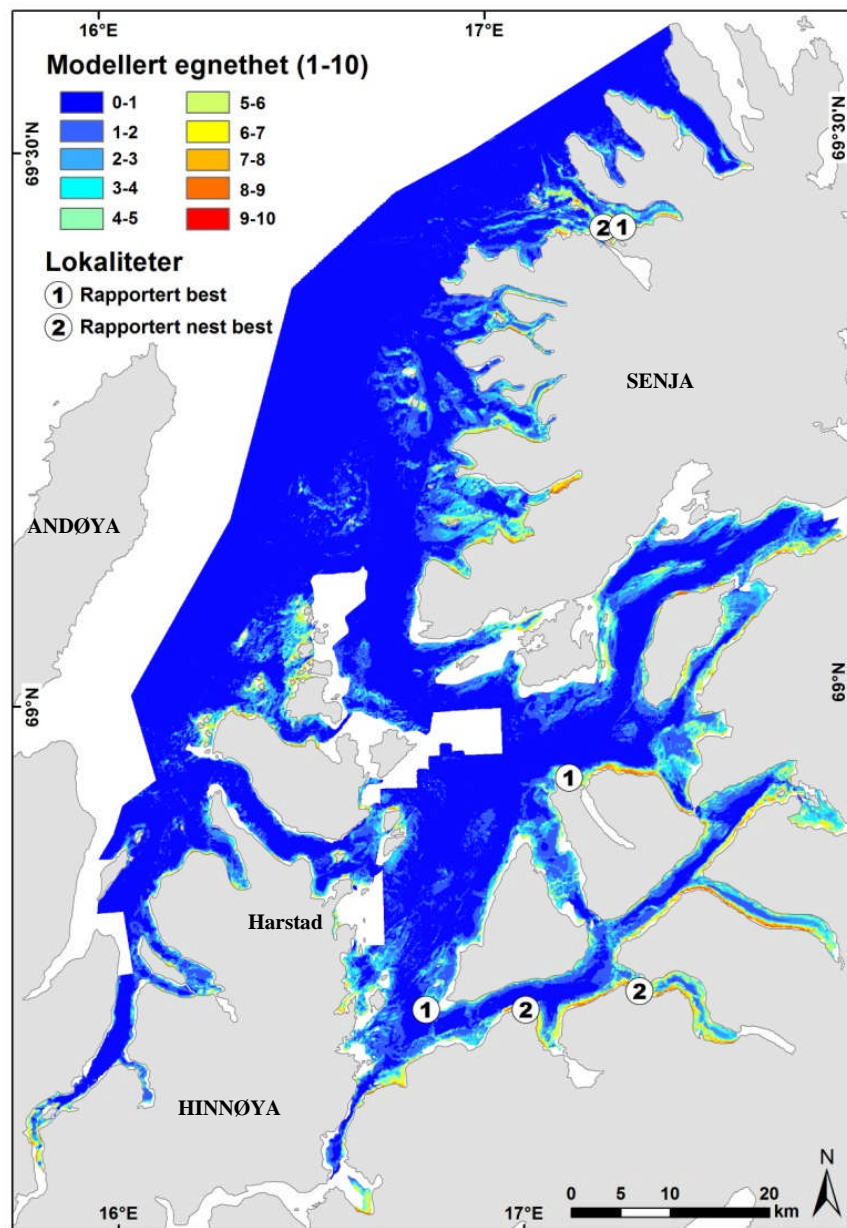 16°E
17°E
Modellert egnethet (1-10)
0-1
5-6
1-2
6-7
2-3
7-8
3-4
8-9
4-5
9-10
Lokaliteter
1 Rapportert best
2 Rapportert nest best
69°30'N
69°30'N
2 1
SENJA
ANDØYA
69°N
69°N
1
Harstad
1
2
2
HINNØYA
N
0 5 10 20
km
16°E
17°E